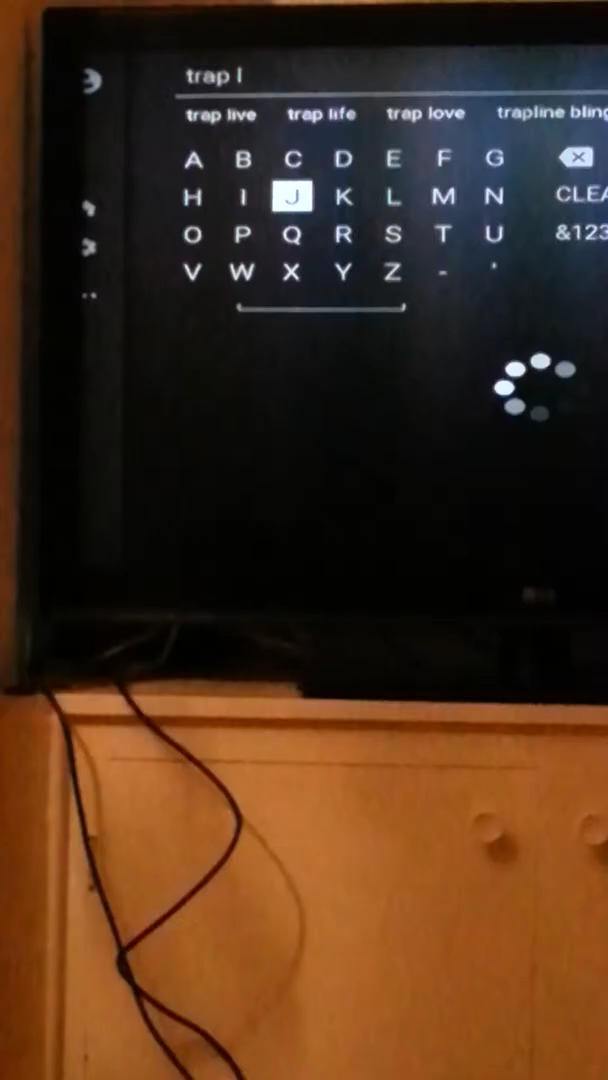 trap l
trap live trap life trap love trapline bling
A B C D E F G
H I J K L M N CLEA
O P Q R S T U &123
V W X Y Z - '